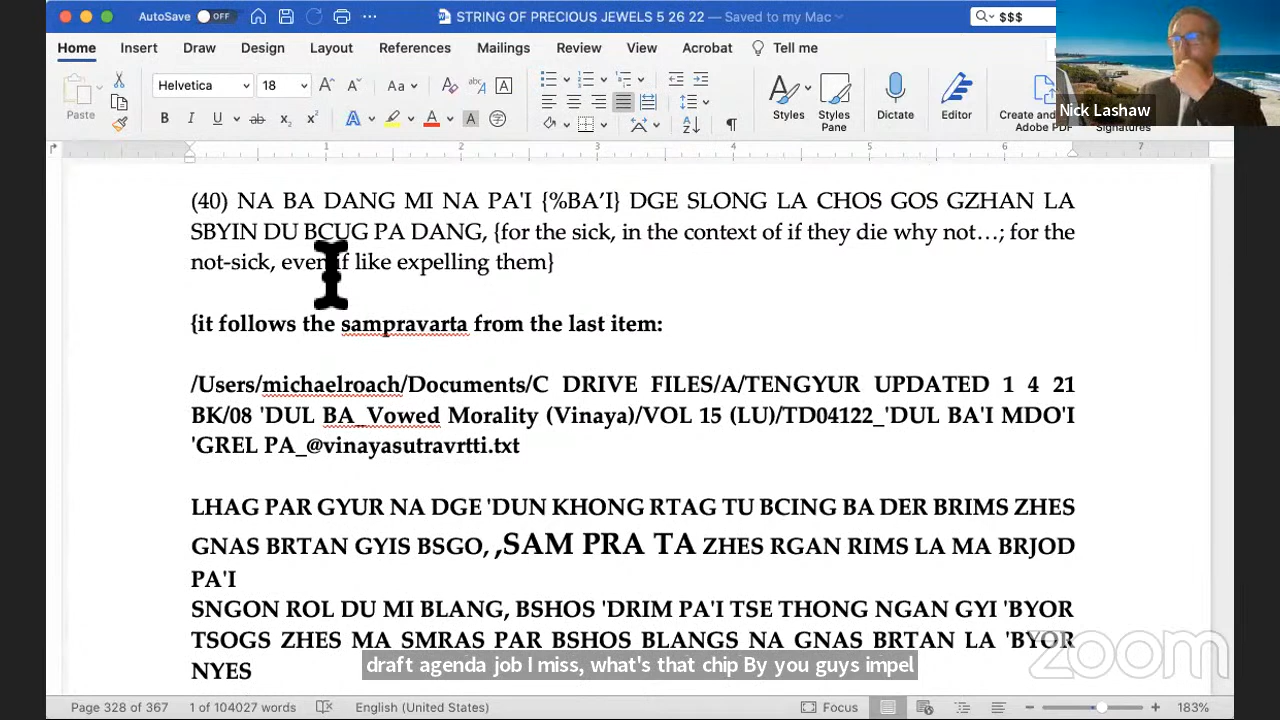 AutoSave OFF STRING OF PRECIOUS JEWELS 5 26 22 — Saved to my Mac $$$
Home Insert Draw Design Layout References Mailings Review View Acrobat Tell me
Paste Helvetica 18 Styles Styles Pane Dictate Editor Create and Adobe PDF Signatures
Nick Lashaw
1 2 3 4 5 6 7
(40) NA BA DANG MI NA PA'I {%BA’I} DGE SLONG LA CHOS GOS GZHAN LA
SBYIN DU BCUG PA DANG, {for the sick, in the context of if they die why not…; for the
not-sick, even if like expelling them}
{it follows the sampravarta from the last item:
/Users/michaelroach/Documents/C DRIVE FILES/A/TENGYUR UPDATED 1 4 21
BK/08 'DUL BA_Vowed Morality (Vinaya)/VOL 15 (LU)/TD04122_'DUL BA'I MDO'I
'GREL PA_@vinayasutravrtti.txt
LHAG PAR GYUR NA DGE 'DUN KHONG RTAG TU BCING BA DER BRIMS ZHES
GNAS BRTAN GYIS BSGO, ,SAM PRA TA ZHES RGAN RIMS LA MA BRJOD
PA'I
SNGON ROL DU MI BLANG, BSHOS 'DRIM PA'I TSE THONG NGAN GYI 'BYOR
TSOGS ZHES MA SMRAS PAR BSHOS BLANGS NA GNAS BRTAN LA 'BYOR
NYES
draft agenda job I miss, what's that chip By you guys impel
zoom
Page 328 of 367 1 of 104027 words English (United States) Focus 183%